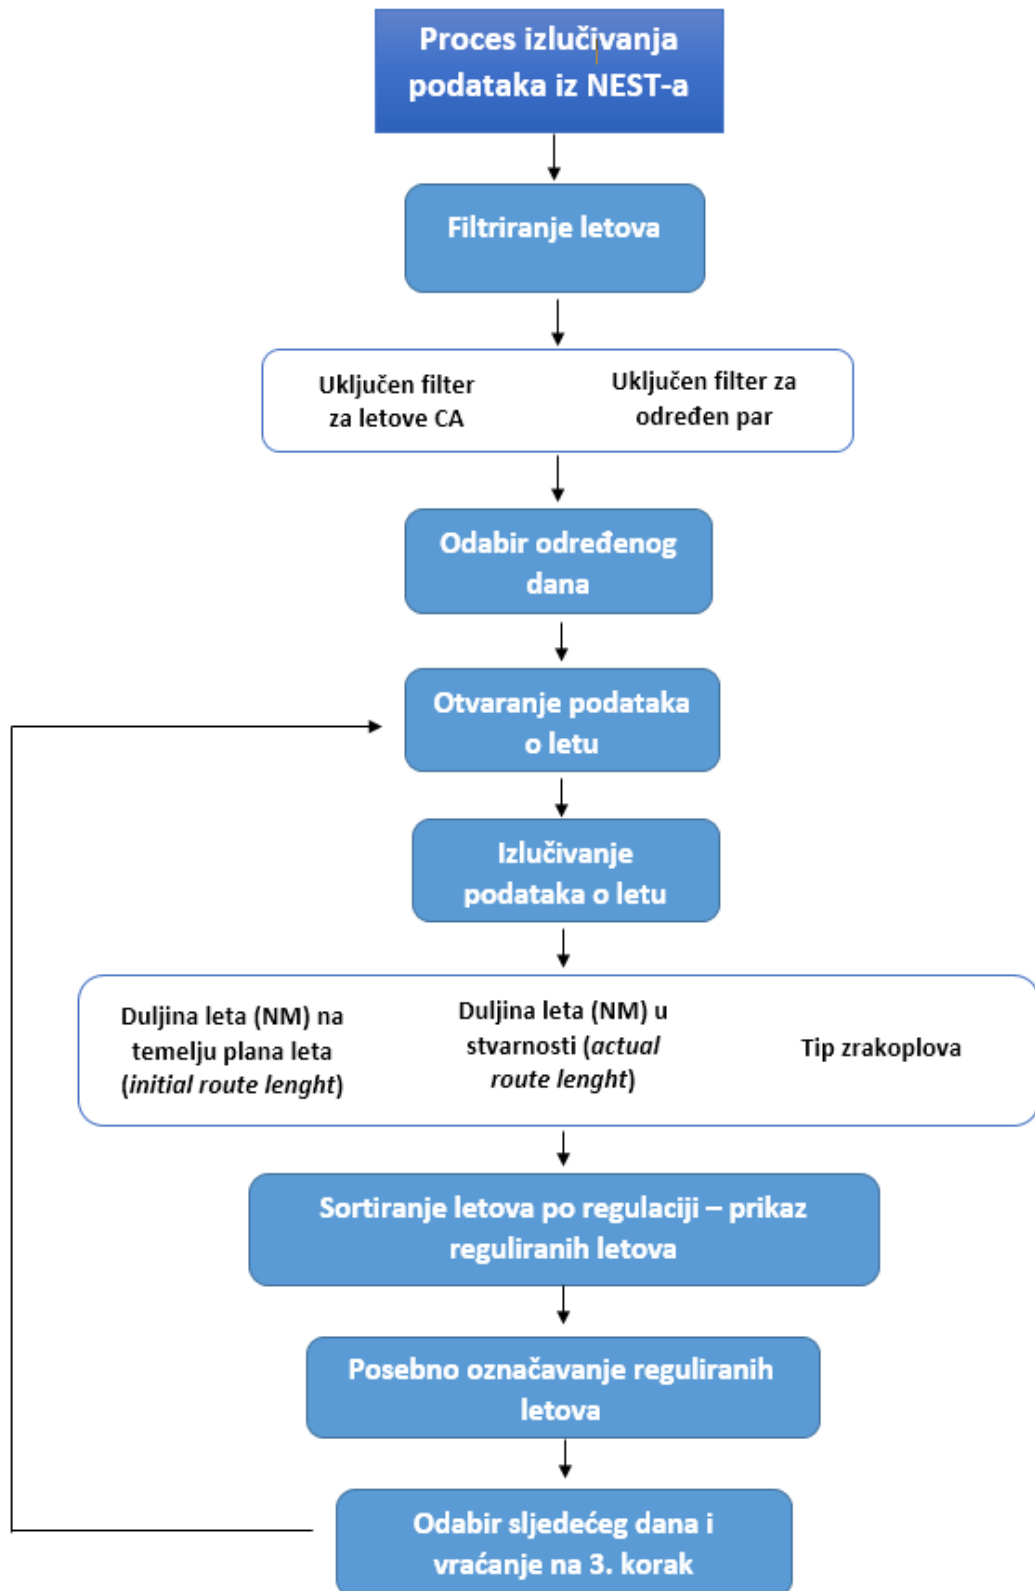 Proces izlučivanja
podataka iz NEST-a
Filtriranje letova
Uključen filter
za letove CA
Uključen filter za
određen par
Odabir određenog
dana
Otvaranje podataka
o letu
Izlučivanje
podataka o letu
Duljina leta (NM) na
temelju plana leta
(initial route lenght)
Duljina leta (NM) u
stvarnosti (actual
route lenght)
Tip zrakoplova
Sortiranje letova po regulaciji – prikaz
reguliranih letova
Posebno označavanje reguliranih
letova
Odabir sljedećeg dana i
vraćanje na 3. korak